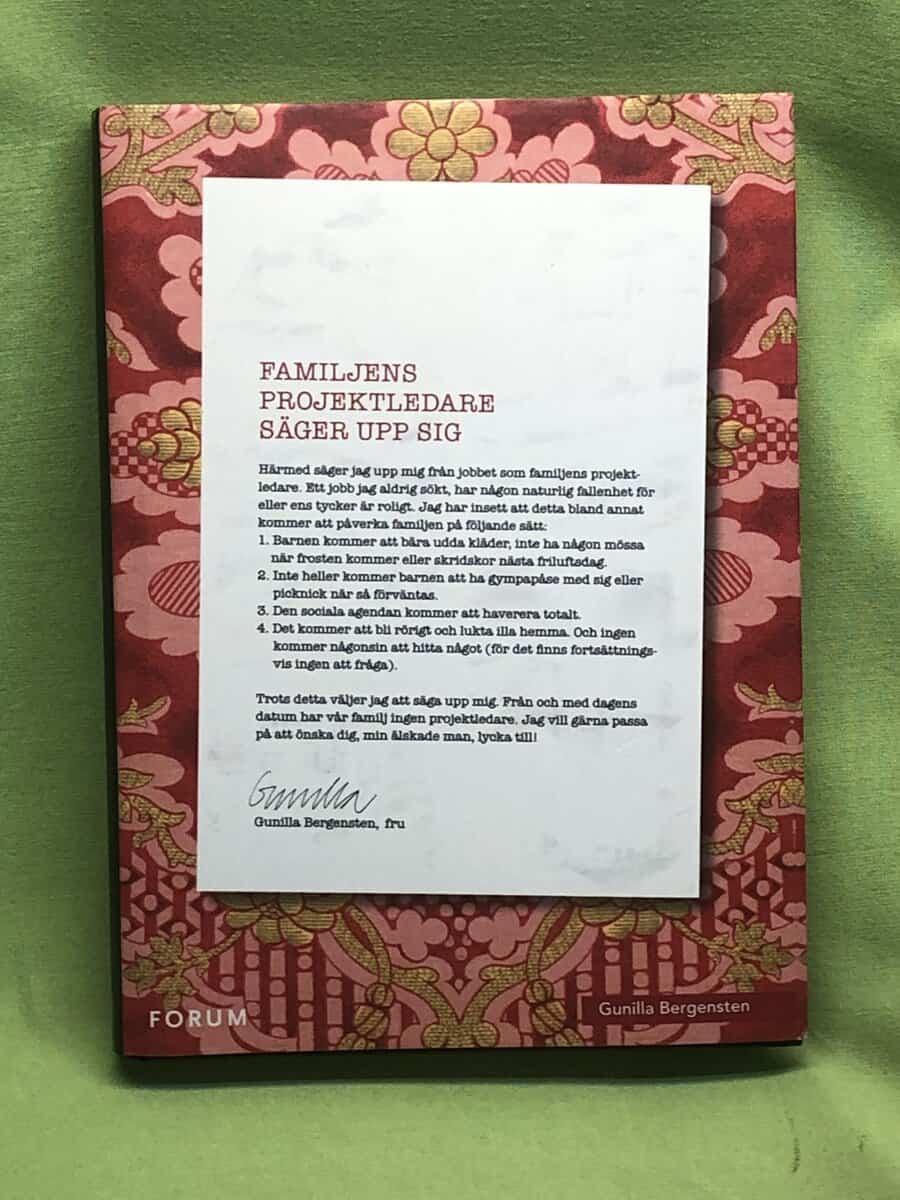 FAMILJENS
PROJEKTLEDARE
SÄGER UPP SIG
Härmed säger jag upp mig från jobbet som familjens projekt-
ledare. Ett jobb jag aldrig sökt, har någon naturlig fallenhet för
eller ens tycker är roligt. Jag har insett att detta bland annat
kommer att påverka familjen på följande sätt:
1. Barnen kommer att bära udda kläder, inte ha någon mössa
när frosten kommer eller skridskor nästa friluftsdag.
2. Inte heller kommer barnen att ha gympapåse med sig eller
picknick när så förväntas.
3. Den sociala agendan kommer att haverera totalt.
4. Det kommer att bli rörigt och lukta illa hemma. Och ingen
kommer någonsin att hitta något (för det finns fortsättnings-
vis ingen att fråga).
Trots detta väljer jag att säga upp mig. Från och med dagens
datum har vår familj ingen projektledare. Jag vill gärna passa
på att önska dig, min älskade man, lycka till!
Gunilla
Gunilla Bergensten, fru
FORUM
Gunilla Bergensten